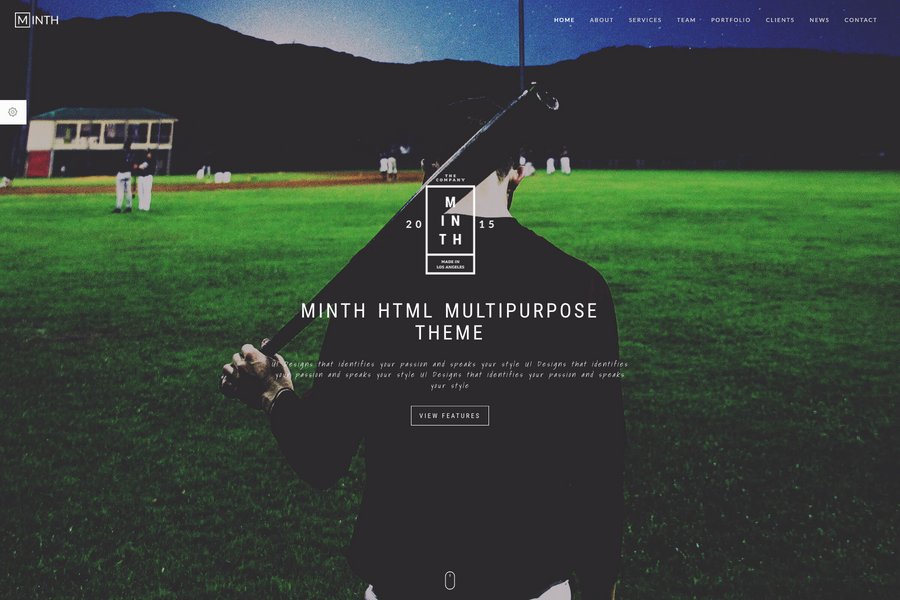 MINTH
HOME ABOUT SERVICES TEAM PORTFOLIO CLIENTS NEWS CONTACT
THE
COMPANY
M
20 IN 15
TH
MADE IN
LOS ANGELES
MINTH HTML MULTIPURPOSE
THEME
UI Designs that identifies your passion and speaks your style UI Designs that identifies
your passion and speaks your style UI Designs that identifies your passion and speaks
your style
VIEW FEATURES